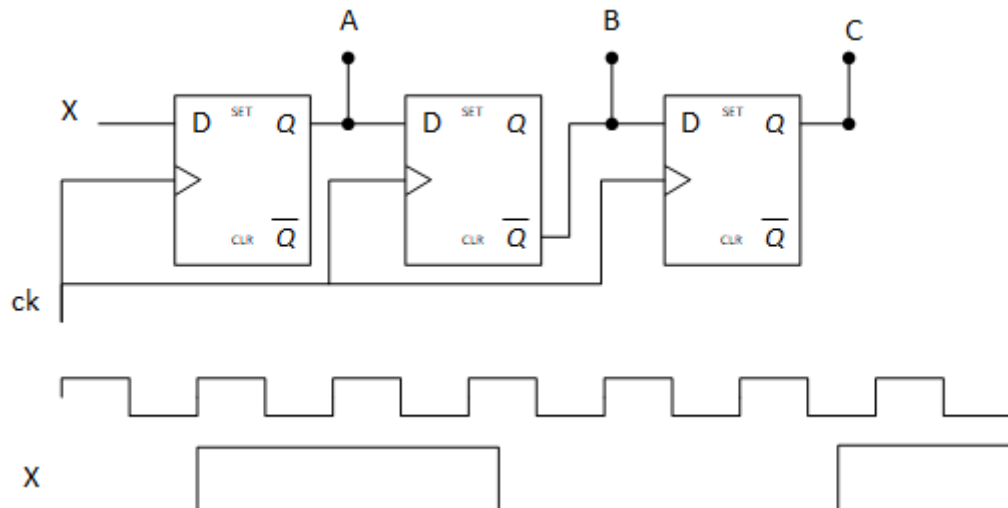 A B C
X D SET Q D SET Q D SET Q
CLR Q̅ CLR Q̅ CLR Q̅
ck
X